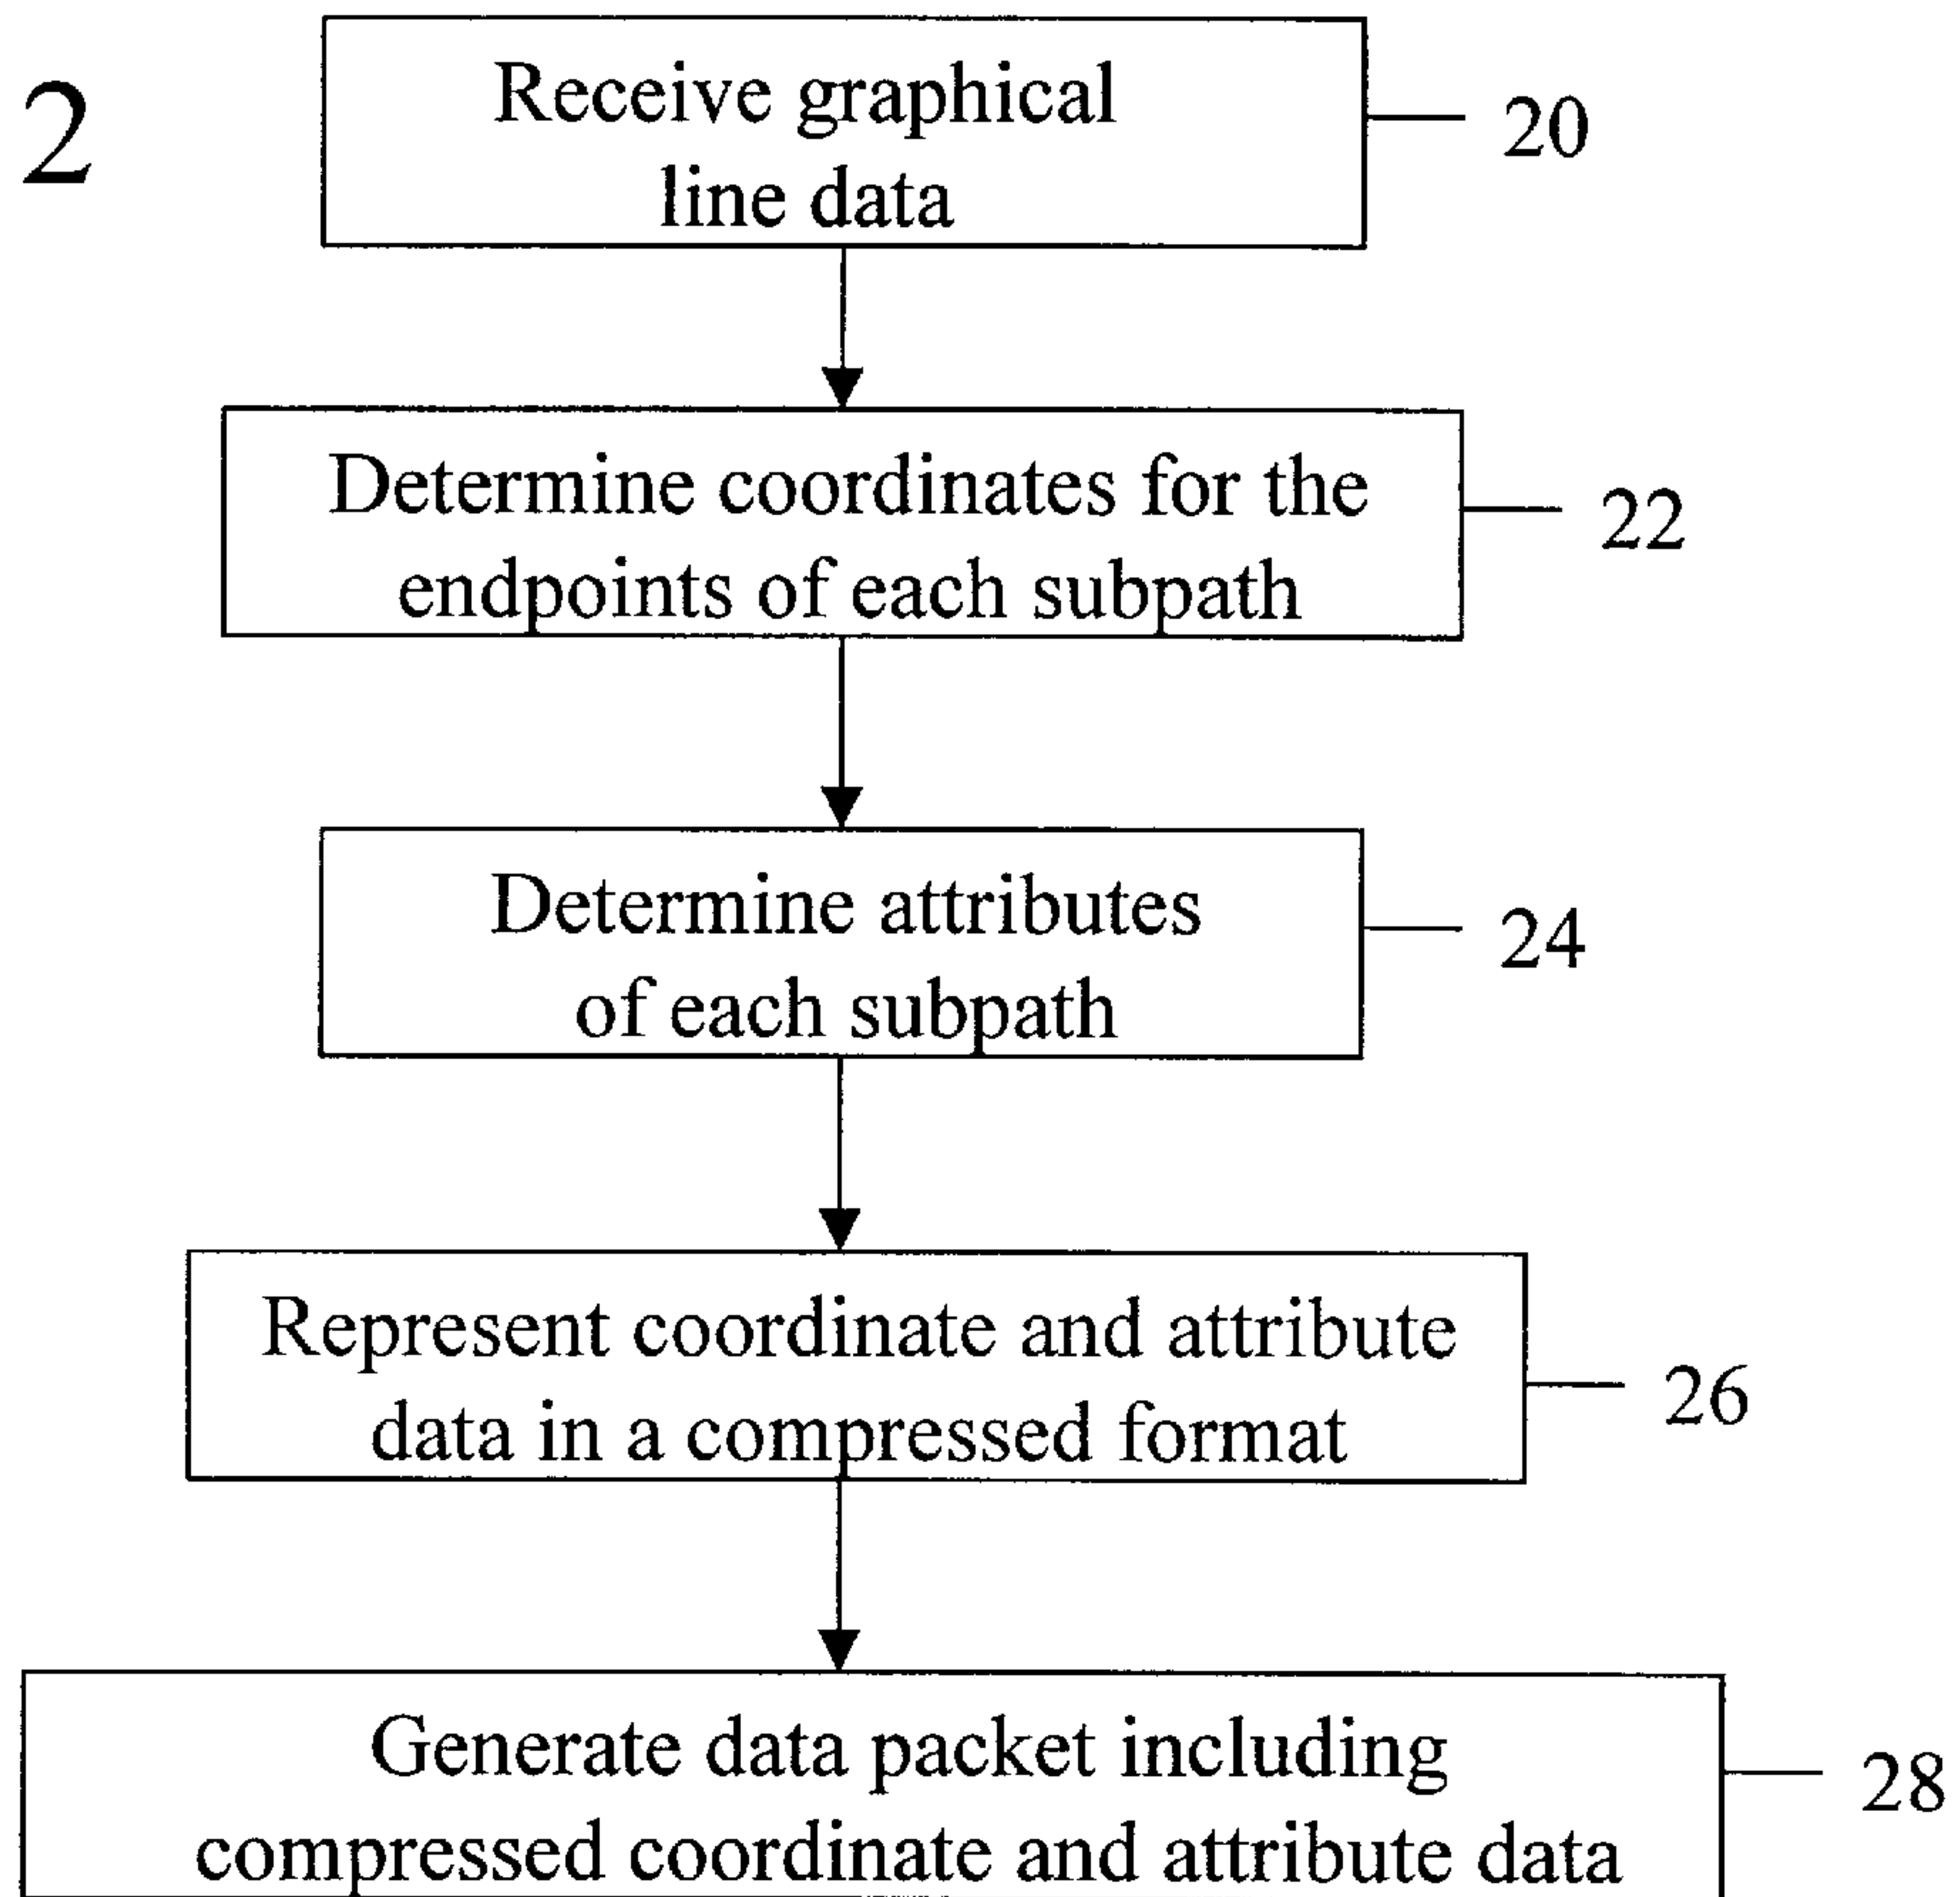 2
Receive graphical
line data
20
Determine coordinates for the
endpoints of each subpath
22
Determine attributes
of each subpath
24
Represent coordinate and attribute
data in a compressed format
26
Generate data packet including
compressed coordinate and attribute data
28